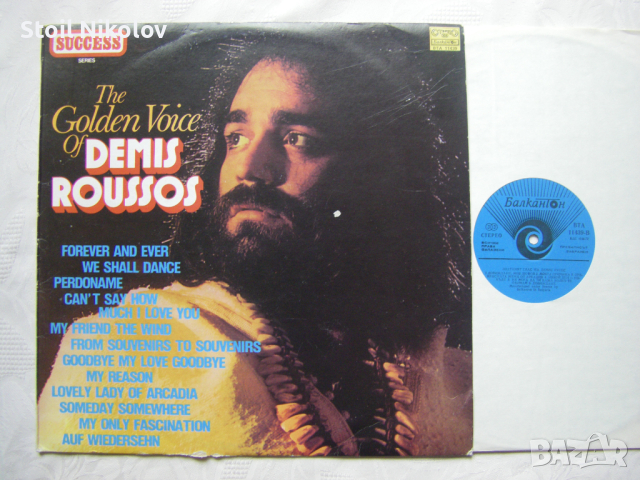 Stoil Nikolov
SUCCESS
SERIES
The
Golden Voice
Of DEMIS
ROUSSOS
FOREVER AND EVER
WE SHALL DANCE
PERDONAME
CAN'T SAY HOW
MUCH I LOVE YOU
MY FRIEND THE WIND
FROM SOUVENIRS TO SOUVENIRS
GOODBYE MY LOVE GOODBYE
MY REASON
LOVELY LADY OF ARCADIA
SOMEDAY SOMEWHERE
MY ONLY FASCINATION
AUF WIEDERSEHN
Балкантон
СТЕРЕО
ВТА
BAZAR